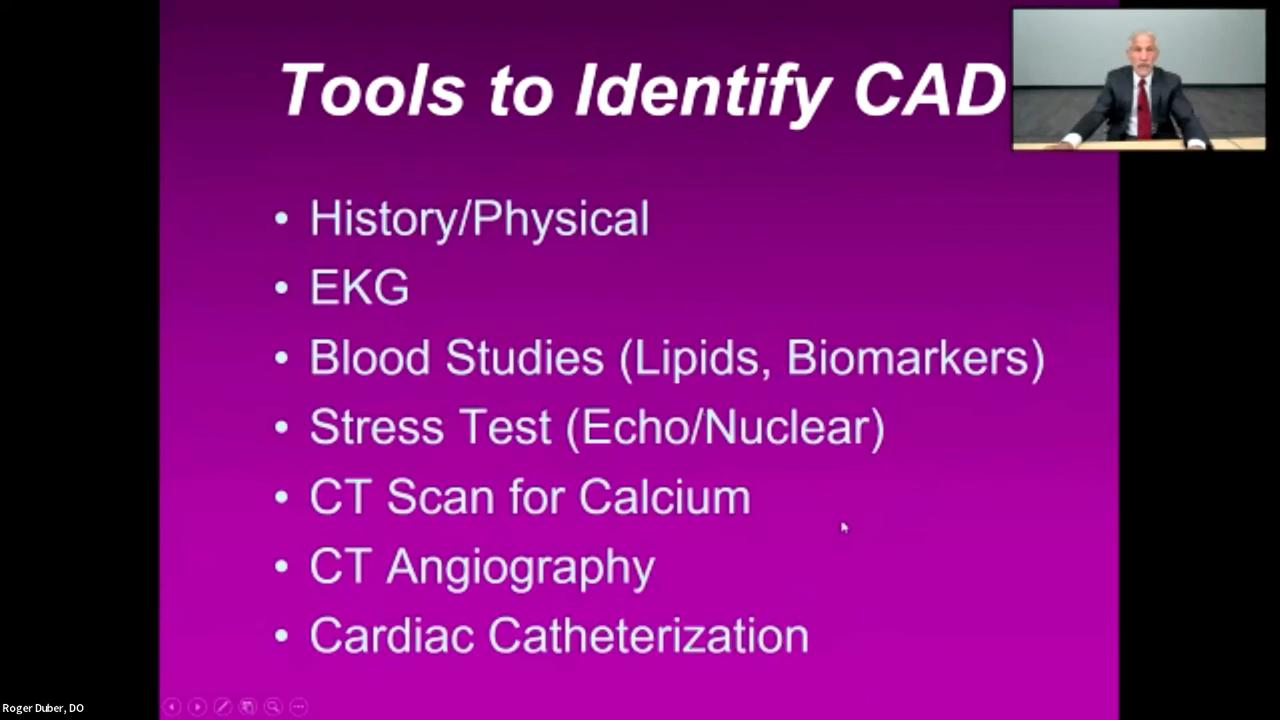 Tools to Identify CAD
• History/Physical
• EKG
• Blood Studies (Lipids, Biomarkers)
• Stress Test (Echo/Nuclear)
• CT Scan for Calcium
• CT Angiography
• Cardiac Catheterization
Roger Duber, DO